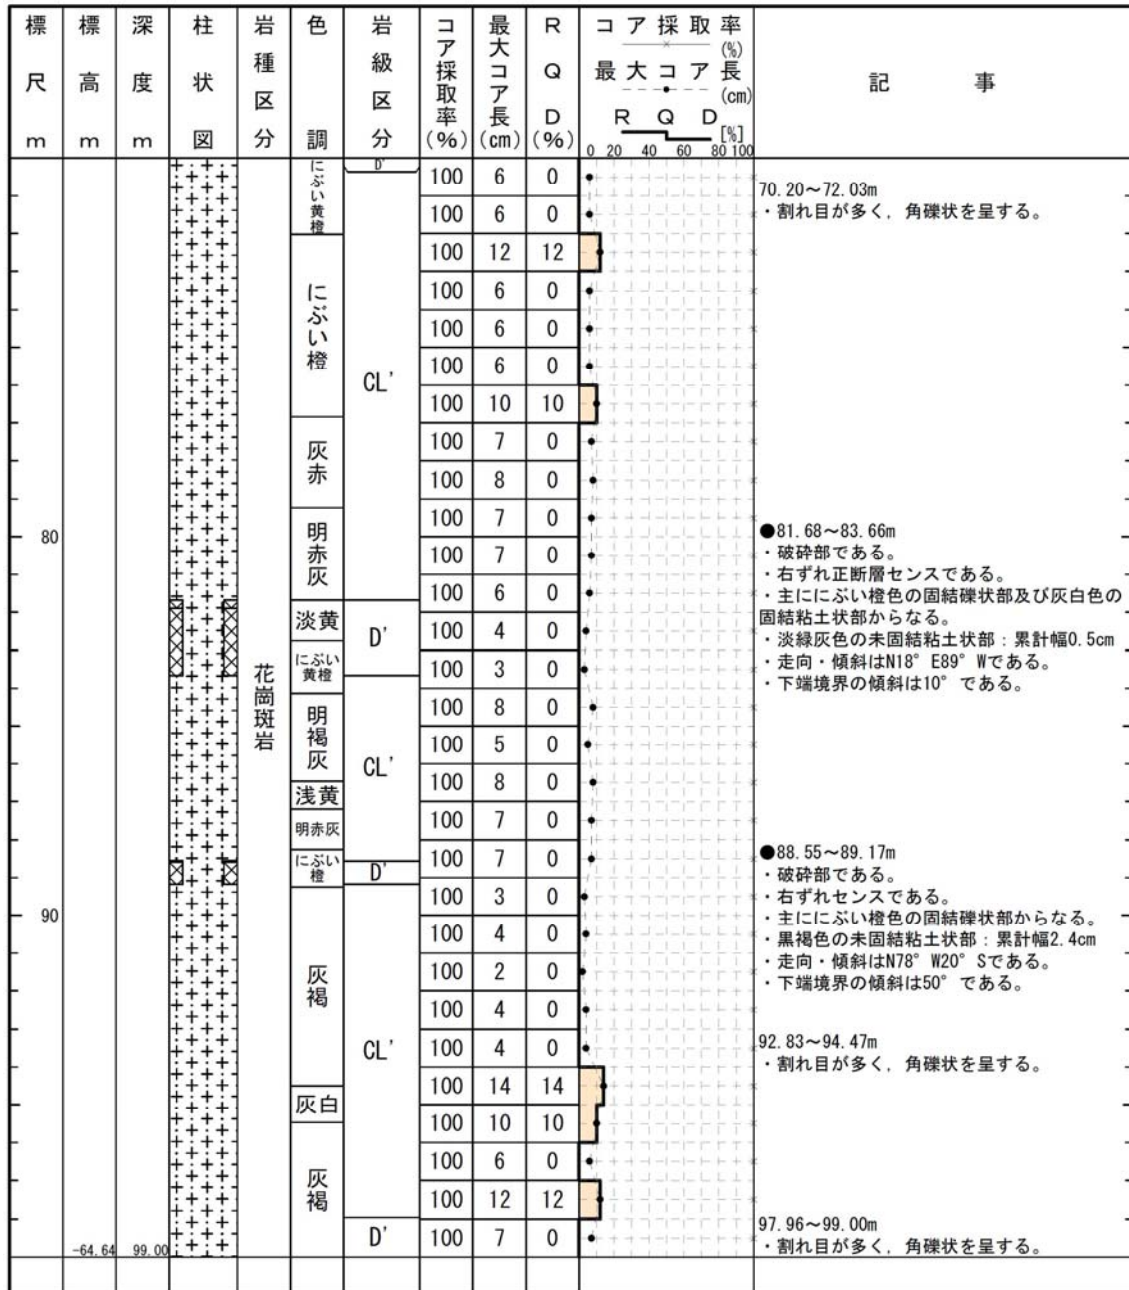 標尺 m
標高 m
深度 m
柱状図
岩種区分
色調
岩級区分
コア採取率(%)
最大コア長(cm)
RQD(%)
コア採取率
(%)
最大コア長
(cm)
RQD
[%]
0 20 40 60 80 100
にぶい黄橙
にぶい橙
灰赤
明赤灰
淡黄
にぶい黄橙
明褐灰
浅黄
明赤灰
にぶい橙
灰褐
灰白
灰褐
D'
CL'
D'
CL'
D'
CL'
D'
花崗斑岩
80
90
-64.64 99.00
100 6 0
100 6 0
100 12 12
100 6 0
100 6 0
100 6 0
100 10 10
100 7 0
100 8 0
100 7 0
100 7 0
100 6 0
100 4 0
100 3 0
100 8 0
100 5 0
100 8 0
100 7 0
100 7 0
100 3 0
100 4 0
100 2 0
100 4 0
100 4 0
100 14 14
100 10 10
100 6 0
100 12 12
100 7 0
70.20～72.03m
・割れ目が多く，角礫状を呈する。
●81.68～83.66m
・破砕部である。
・右ずれ正断層センスである。
・主ににぶい橙色の固結礫状部及び灰白色の
固結粘土状部からなる。
・淡緑灰色の未固結粘土状部：累計幅0.5cm
・走向・傾斜はN18°E89°Wである。
・下端境界の傾斜は10°である。
●88.55～89.17m
・破砕部である。
・右ずれセンスである。
・主ににぶい橙色の固結礫状部からなる。
・黒褐色の未固結粘土状部：累計幅2.4cm
・走向・傾斜はN78°W20°Sである。
・下端境界の傾斜は50°である。
92.83～94.47m
・割れ目が多く，角礫状を呈する。
97.96～99.00m
・割れ目が多く，角礫状を呈する。
記事